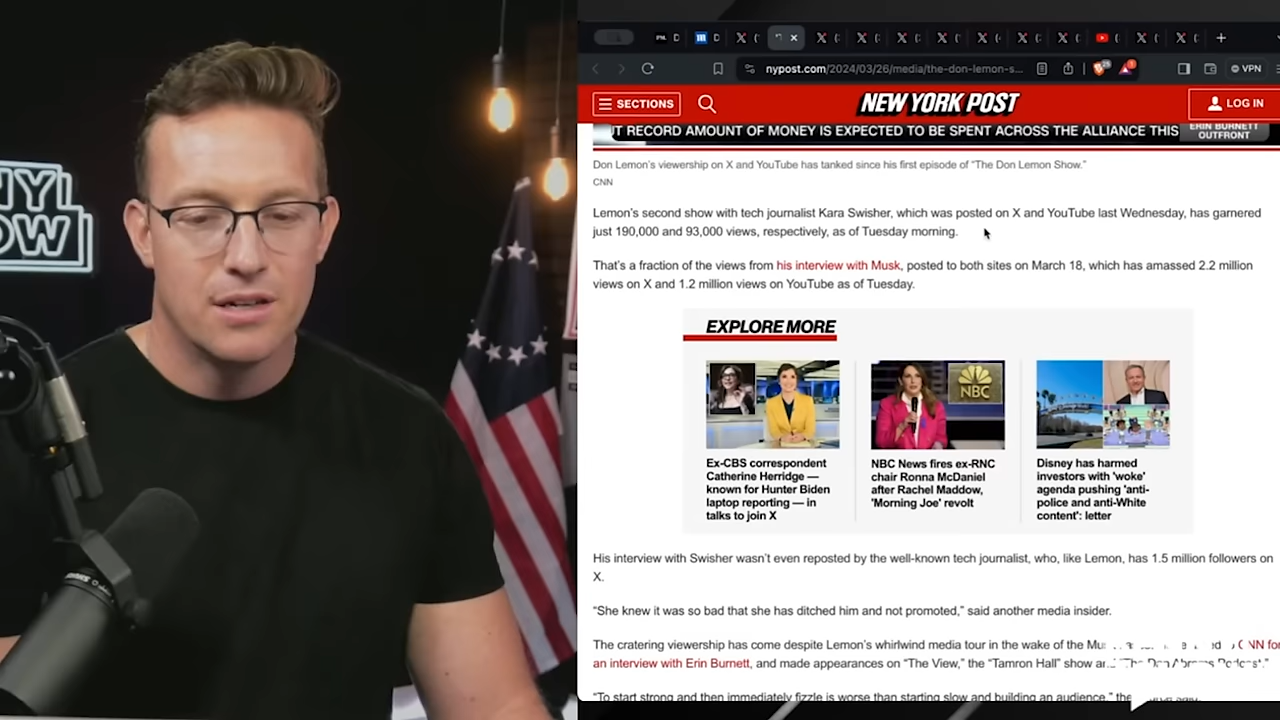 nypost.com/2024/03/26/media/the-don-lemon-s...
VPN
SECTIONS
NEW YORK POST
LOG IN
UT RECORD AMOUNT OF MONEY IS EXPECTED TO BE SPENT ACROSS THE ALLIANCE THIS
ERIN BURNETT
OUTFRONT
Don Lemon's viewership on X and YouTube has tanked since his first episode of "The Don Lemon Show."
CNN
Lemon's second show with tech journalist Kara Swisher, which was posted on X and YouTube last Wednesday, has garnered
just 190,000 and 93,000 views, respectively, as of Tuesday morning.
That's a fraction of the views from his interview with Musk, posted to both sites on March 18, which has amassed 2.2 million
views on X and 1.2 million views on YouTube as of Tuesday.
EXPLORE MORE
NBC
Ex-CBS correspondent
Catherine Herridge —
known for Hunter Biden
laptop reporting — in
talks to join X
NBC News fires ex-RNC
chair Ronna McDaniel
after Rachel Maddow,
'Morning Joe' revolt
Disney has harmed
investors with 'woke'
agenda pushing 'anti-
police and anti-White
content': letter
His interview with Swisher wasn't even reposted by the well-known tech journalist, who, like Lemon, has 1.5 million followers on
X.
"She knew it was so bad that she has ditched him and not promoted," said another media insider.
The cratering viewership has come despite Lemon's whirlwind media tour in the wake of the CNN for
an interview with Erin Burnett, and made appearances on "The View," the "Tamron Hall" show "The Dan Abrams Podcast."
"To start strong and then immediately fizzle is worse than starting slow and building an audience," the said.
NY
OW